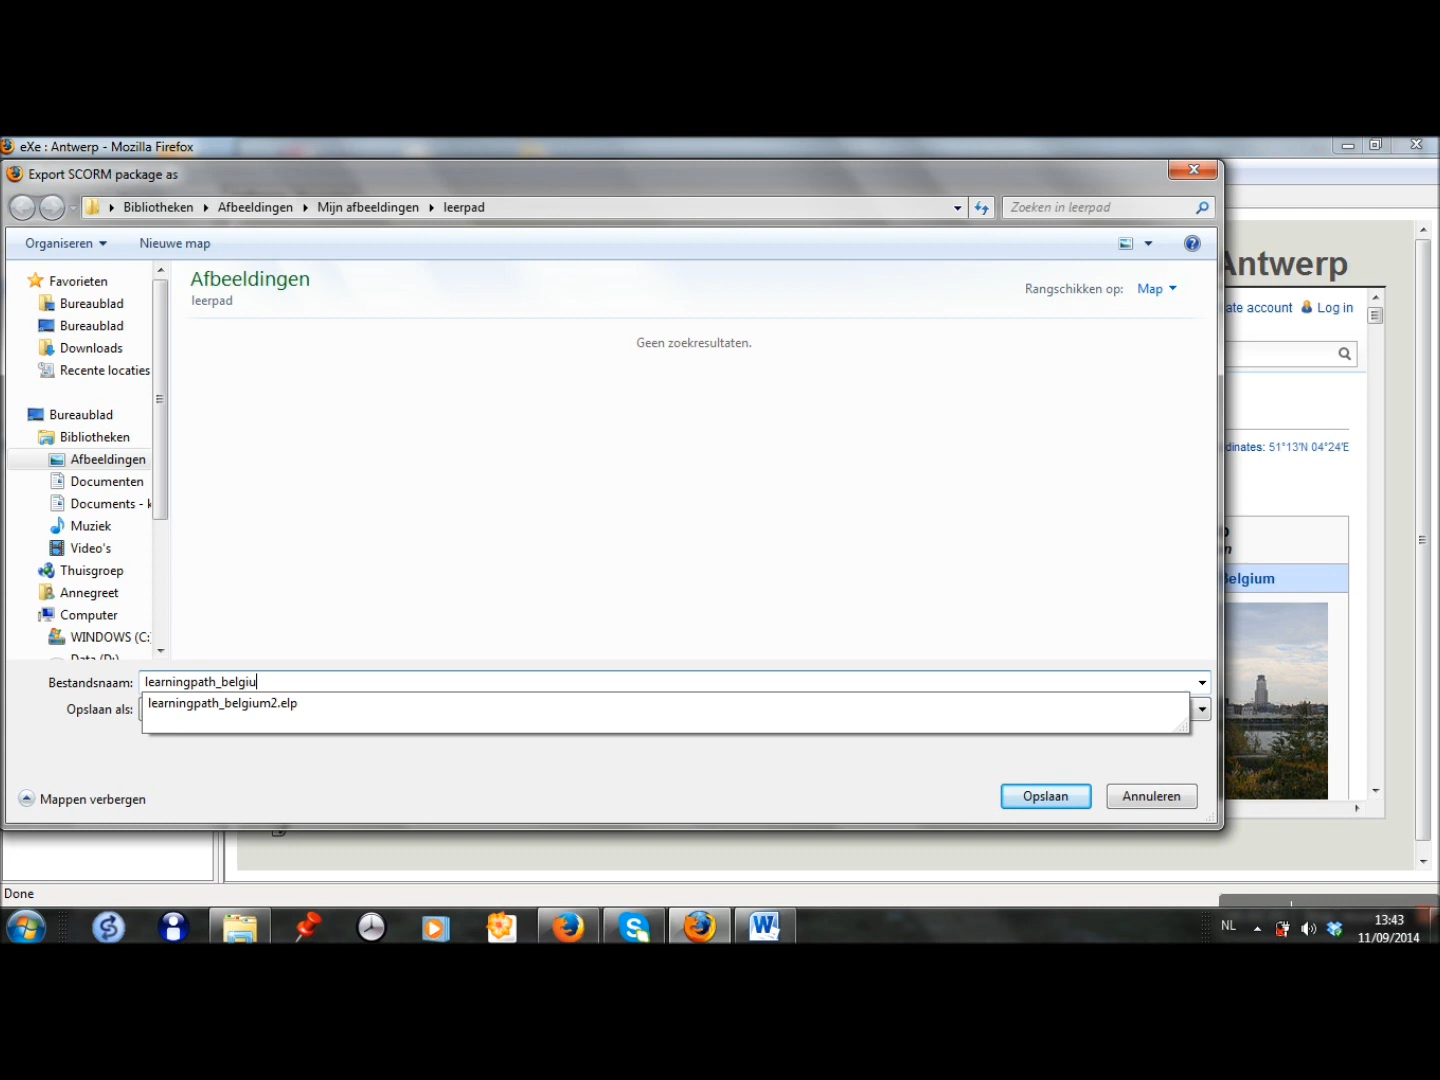 eXe : Antwerp - Mozilla Firefox
Export SCORM package as
Bibliotheken Afbeeldingen Mijn afbeeldingen leerpad
Zoeken in leerpad
Organiseren Nieuwe map
Favorieten
Bureaublad
Bureaublad
Downloads
Recente locaties
Bureaublad
Bibliotheken
Afbeeldingen
Documenten
Documents - k
Muziek
Video's
Thuisgroep
Annegreet
Computer
WINDOWS (C:
Data (D:)
Afbeeldingen
leerpad
Rangschikken op: Map
Geen zoekresultaten.
Bestandsnaam: learningpath_belgiu
learningpath_belgium2.elp
Opslaan als:
Mappen verbergen
Opslaan Annuleren
Antwerp
ate account Log in
dinates: 51°13′N 04°24′E
Belgium
Done
NL
13:43
11/09/2014